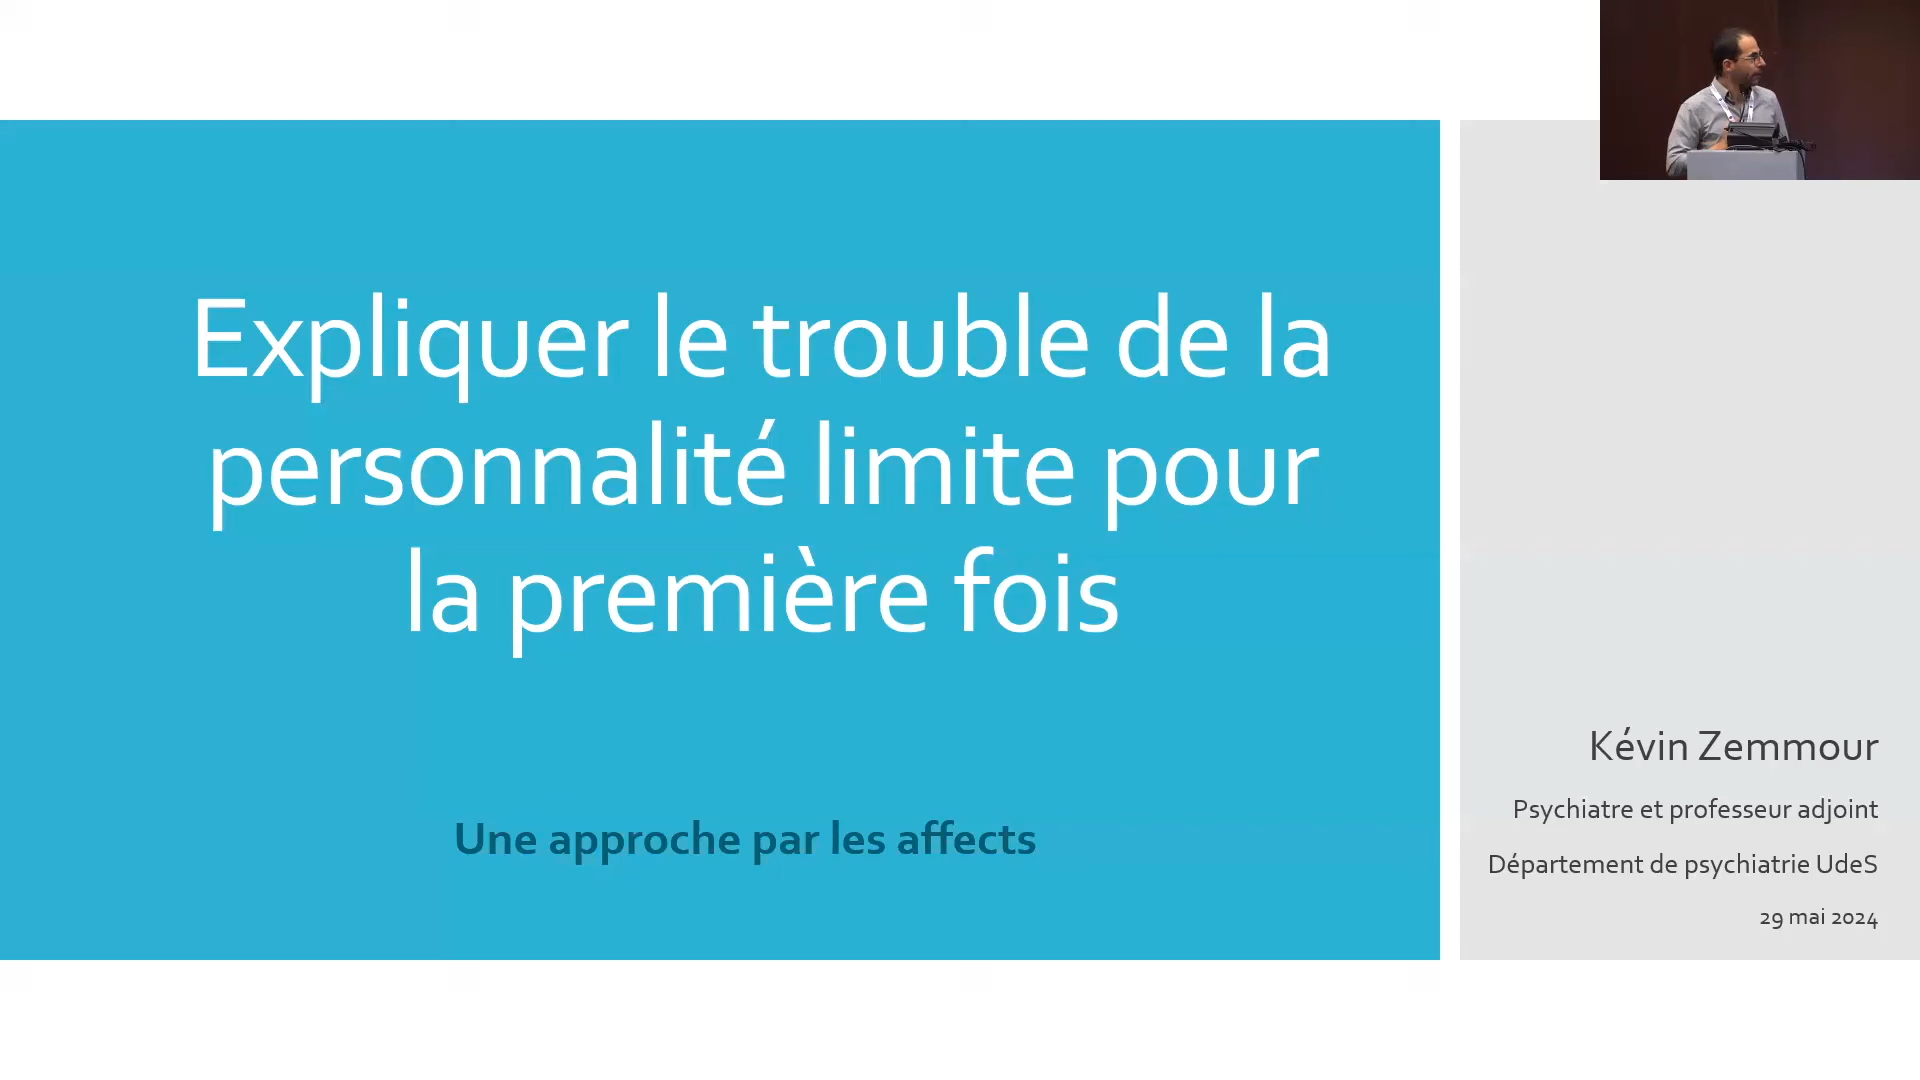 Expliquer le trouble de la
personnalité limite pour
la première fois
Une approche par les affects
Kévin Zemmour
Psychiatre et professeur adjoint
Département de psychiatrie UdeS
29 mai 2024